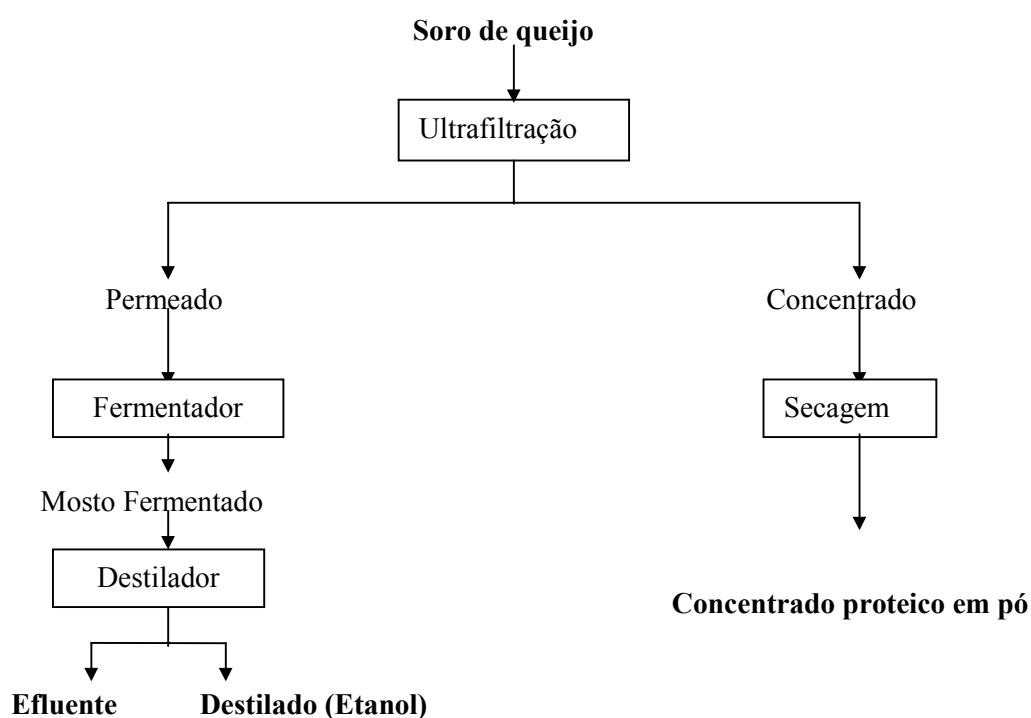 Soro de queijo
Ultrafiltração
Permeado
Concentrado
Fermentador
Secagem
Mosto Fermentado
Destilador
Concentrado proteico em pó
Efluente
Destilado (Etanol)